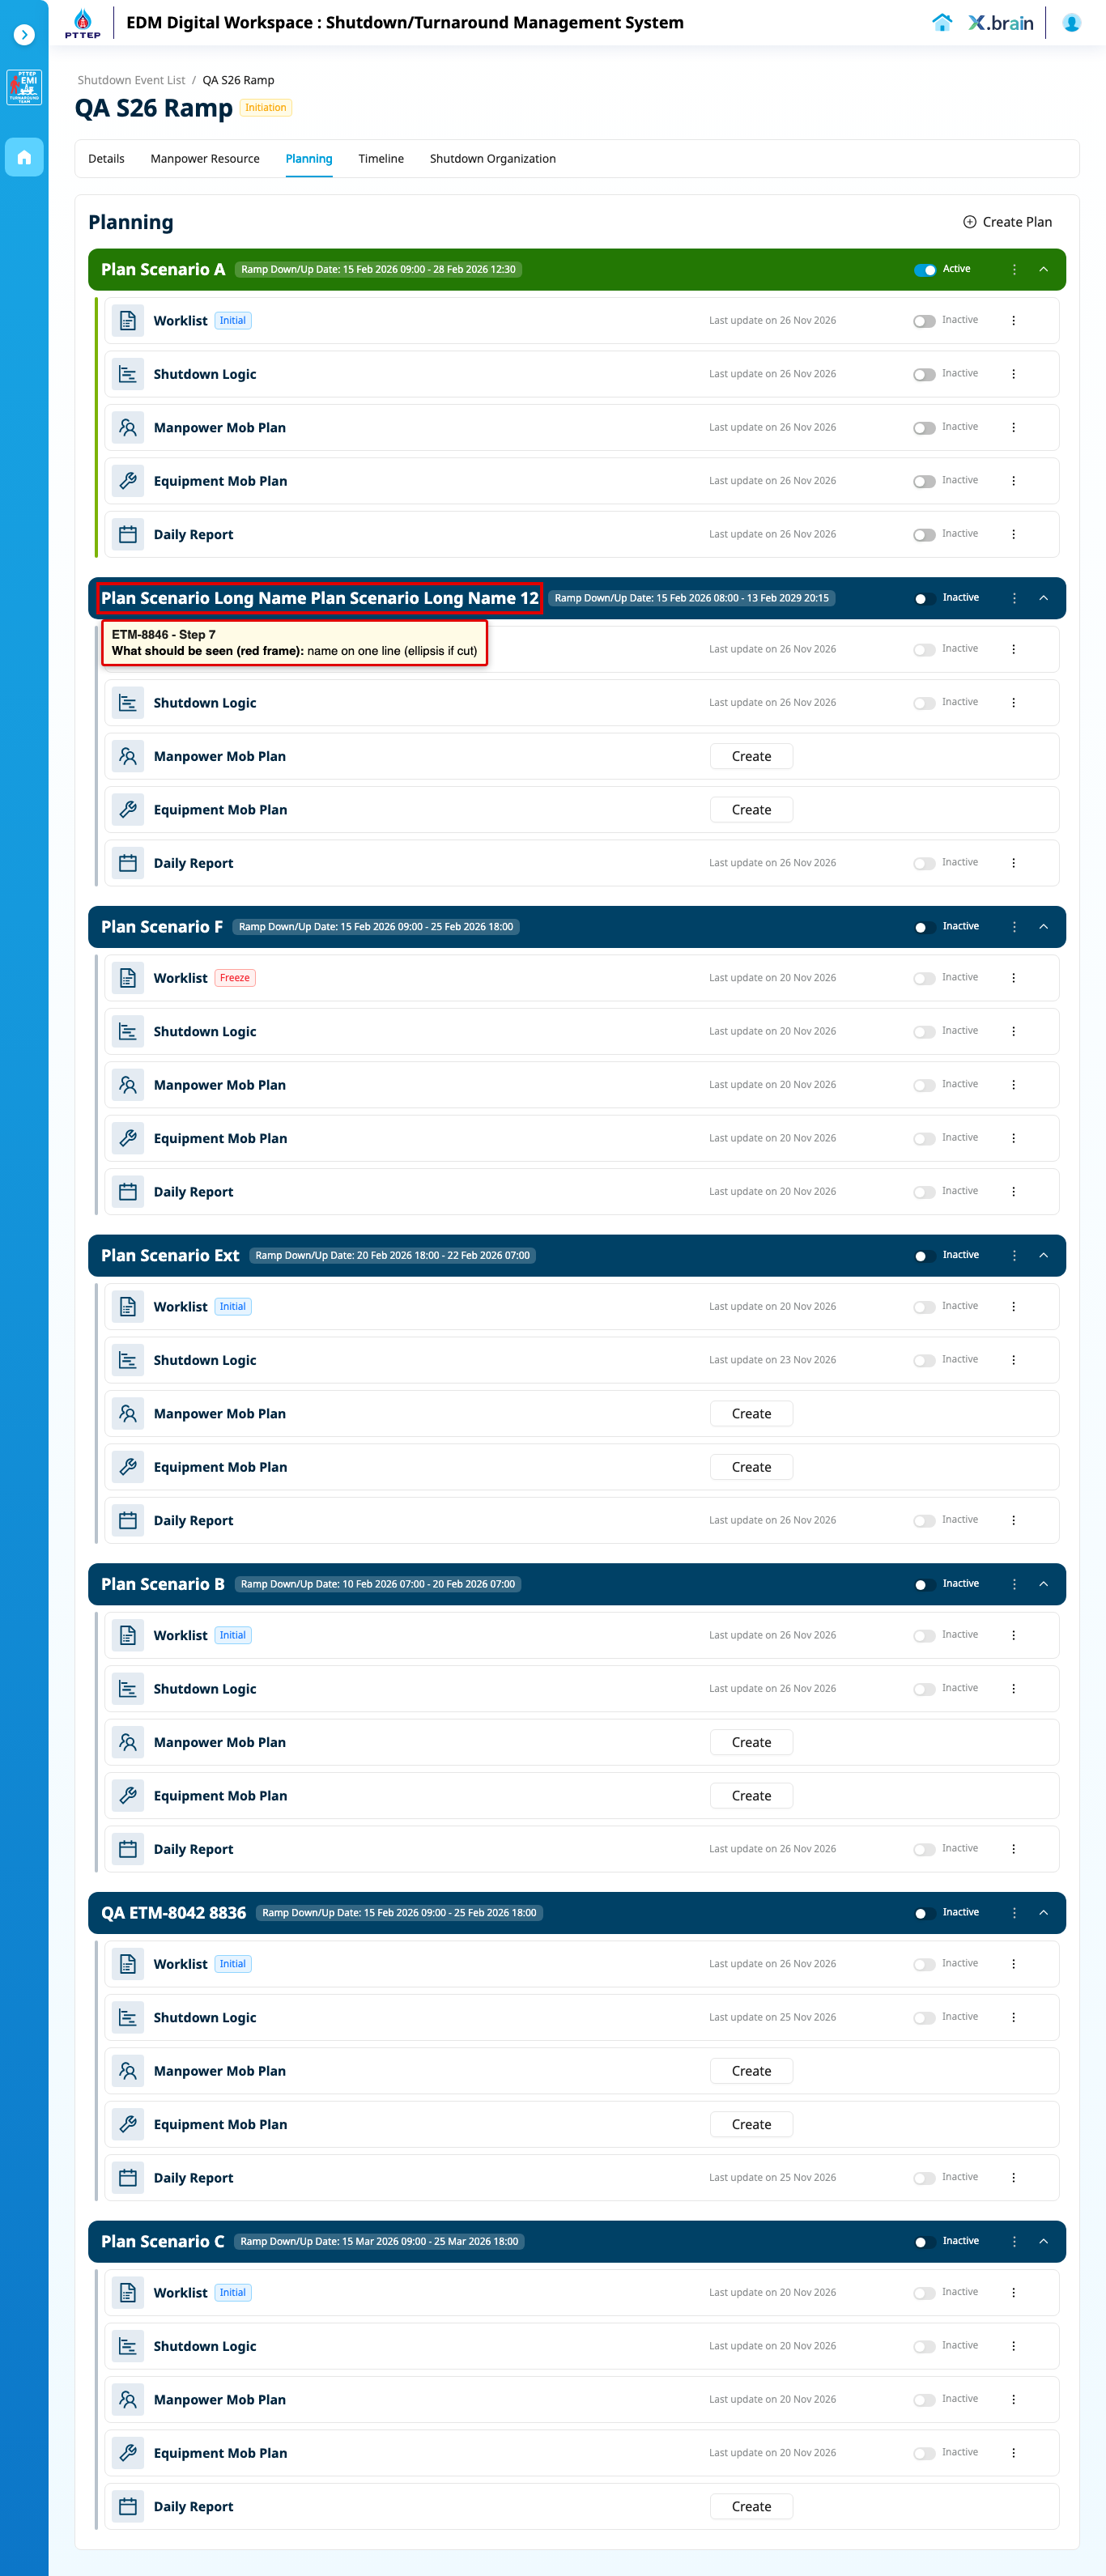 PTTEP
EDM Digital Workspace : Shutdown/Turnaround Management System
X.brain
PTTEP
EMI
TURNAROUND
TEAM
Shutdown Event List / QA S26 Ramp
QA S26 Ramp Initiation
Details Manpower Resource Planning Timeline Shutdown Organization
Planning Create Plan
Plan Scenario A Ramp Down/Up Date: 15 Feb 2026 09:00 - 28 Feb 2026 12:30 Active
Worklist Initial Last update on 26 Nov 2026 Inactive
Shutdown Logic Last update on 26 Nov 2026 Inactive
Manpower Mob Plan Last update on 26 Nov 2026 Inactive
Equipment Mob Plan Last update on 26 Nov 2026 Inactive
Daily Report Last update on 26 Nov 2026 Inactive
Plan Scenario Long Name Plan Scenario Long Name 12 Ramp Down/Up Date: 15 Feb 2026 08:00 - 13 Feb 2029 20:15 Inactive
ETM-8846 - Step 7
What should be seen (red frame): name on one line (ellipsis if cut)
Last update on 26 Nov 2026 Inactive
Shutdown Logic Last update on 26 Nov 2026 Inactive
Manpower Mob Plan Create
Equipment Mob Plan Create
Daily Report Last update on 26 Nov 2026 Inactive
Plan Scenario F Ramp Down/Up Date: 15 Feb 2026 09:00 - 25 Feb 2026 18:00 Inactive
Worklist Freeze Last update on 20 Nov 2026 Inactive
Shutdown Logic Last update on 20 Nov 2026 Inactive
Manpower Mob Plan Last update on 20 Nov 2026 Inactive
Equipment Mob Plan Last update on 20 Nov 2026 Inactive
Daily Report Last update on 20 Nov 2026 Inactive
Plan Scenario Ext Ramp Down/Up Date: 20 Feb 2026 18:00 - 22 Feb 2026 07:00 Inactive
Worklist Initial Last update on 20 Nov 2026 Inactive
Shutdown Logic Last update on 23 Nov 2026 Inactive
Manpower Mob Plan Create
Equipment Mob Plan Create
Daily Report Last update on 26 Nov 2026 Inactive
Plan Scenario B Ramp Down/Up Date: 10 Feb 2026 07:00 - 20 Feb 2026 07:00 Inactive
Worklist Initial Last update on 26 Nov 2026 Inactive
Shutdown Logic Last update on 26 Nov 2026 Inactive
Manpower Mob Plan Create
Equipment Mob Plan Create
Daily Report Last update on 26 Nov 2026 Inactive
QA ETM-8042 8836 Ramp Down/Up Date: 15 Feb 2026 09:00 - 25 Feb 2026 18:00 Inactive
Worklist Initial Last update on 26 Nov 2026 Inactive
Shutdown Logic Last update on 25 Nov 2026 Inactive
Manpower Mob Plan Create
Equipment Mob Plan Create
Daily Report Last update on 25 Nov 2026 Inactive
Plan Scenario C Ramp Down/Up Date: 15 Mar 2026 09:00 - 25 Mar 2026 18:00 Inactive
Worklist Initial Last update on 20 Nov 2026 Inactive
Shutdown Logic Last update on 20 Nov 2026 Inactive
Manpower Mob Plan Last update on 20 Nov 2026 Inactive
Equipment Mob Plan Last update on 20 Nov 2026 Inactive
Daily Report Create